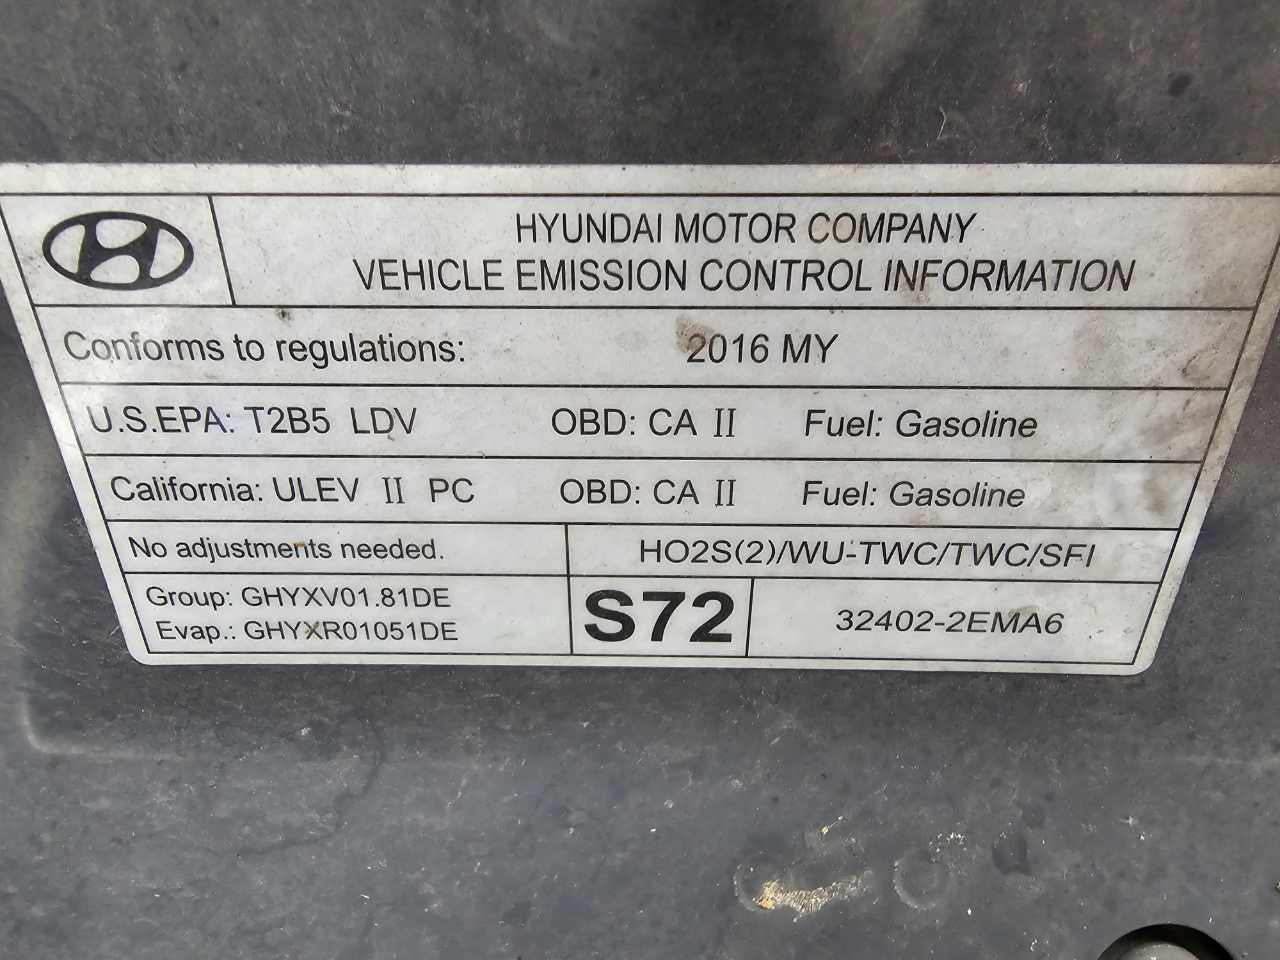 HYUNDAI MOTOR COMPANY
VEHICLE EMISSION CONTROL INFORMATION
Conforms to regulations: 2016 MY
U.S.EPA: T2B5 LDV OBD: CA II Fuel: Gasoline
California: ULEV II PC OBD: CA II Fuel: Gasoline
No adjustments needed. HO2S(2)/WU-TWC/TWC/SFI
Group: GHYXV01.81DE
Evap.: GHYXR01051DE
S72
32402-2EMA6